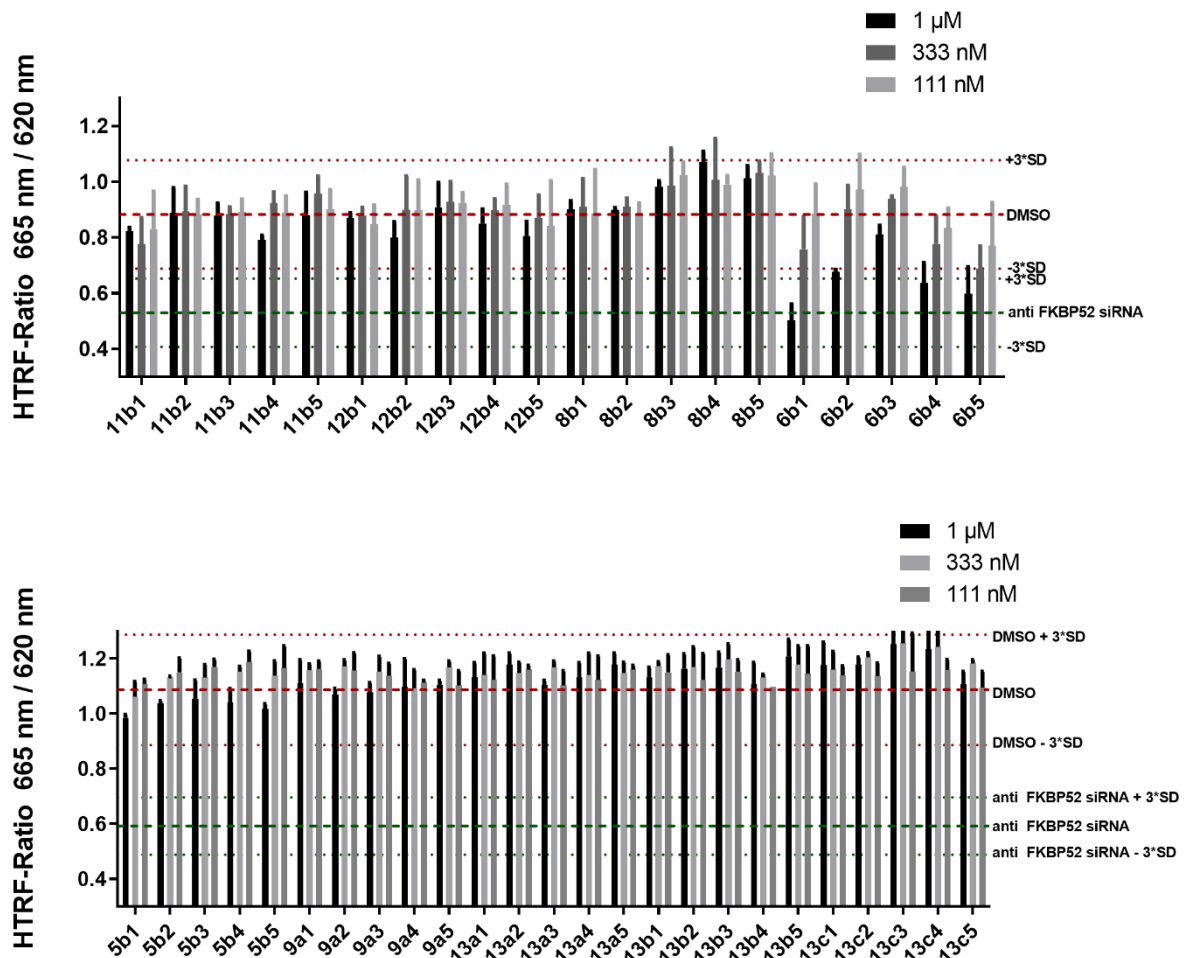 1 µM
333 nM
111 nM
HTRF-Ratio 665 nm / 620 nm
1.2
1.0
0.8
0.6
0.4
+3*SD
DMSO
-3*SD
+3*SD
anti FKBP52 siRNA
-3*SD
11b1 11b2 11b3 11b4 11b5 12b1 12b2 12b3 12b4 12b5 8b1 8b2 8b3 8b4 8b5 6b1 6b2 6b3 6b4 6b5
1 µM
333 nM
111 nM
HTRF-Ratio 665 nm / 620 nm
1.2
1.0
0.8
0.6
0.4
DMSO + 3*SD
DMSO
DMSO - 3*SD
anti FKBP52 siRNA + 3*SD
anti FKBP52 siRNA
anti FKBP52 siRNA - 3*SD
5b1 5b2 5b3 5b4 5b5 9a1 9a2 9a3 9a4 9a5 13a1 13a2 13a3 13a4 13a5 13b1 13b2 13b3 13b4 13b5 13c1 13c2 13c3 13c4 13c5